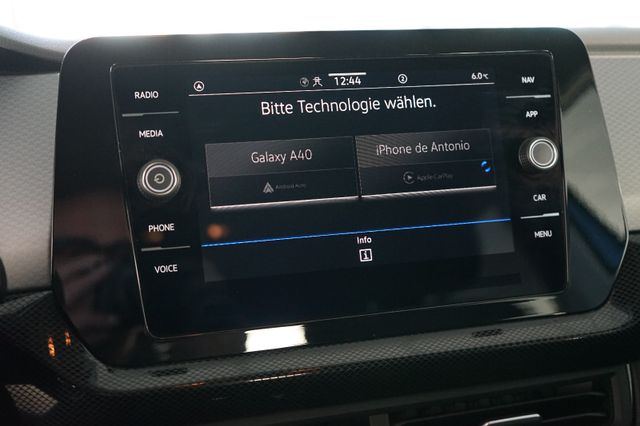 RADIO
MEDIA
PHONE
VOICE
12:44
2
6.0°C
Bitte Technologie wählen.
Galaxy A40
Android Auto
iPhone de Antonio
Apple CarPlay
Info
NAV
APP
CAR
MENU